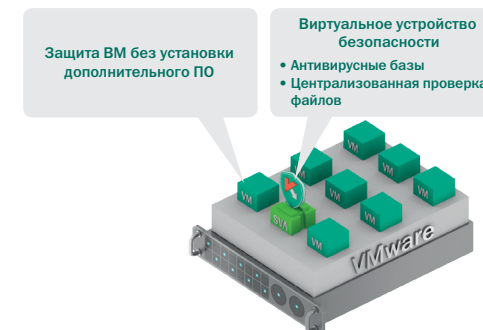 Защита ВМ без установки
дополнительного ПО
Виртуальное устройство
безопасности
• Антивирусные базы
• Централизованная проверка
файлов
VM
VM
VM
VM
VM
VM
VM
SVA
VM
VMware